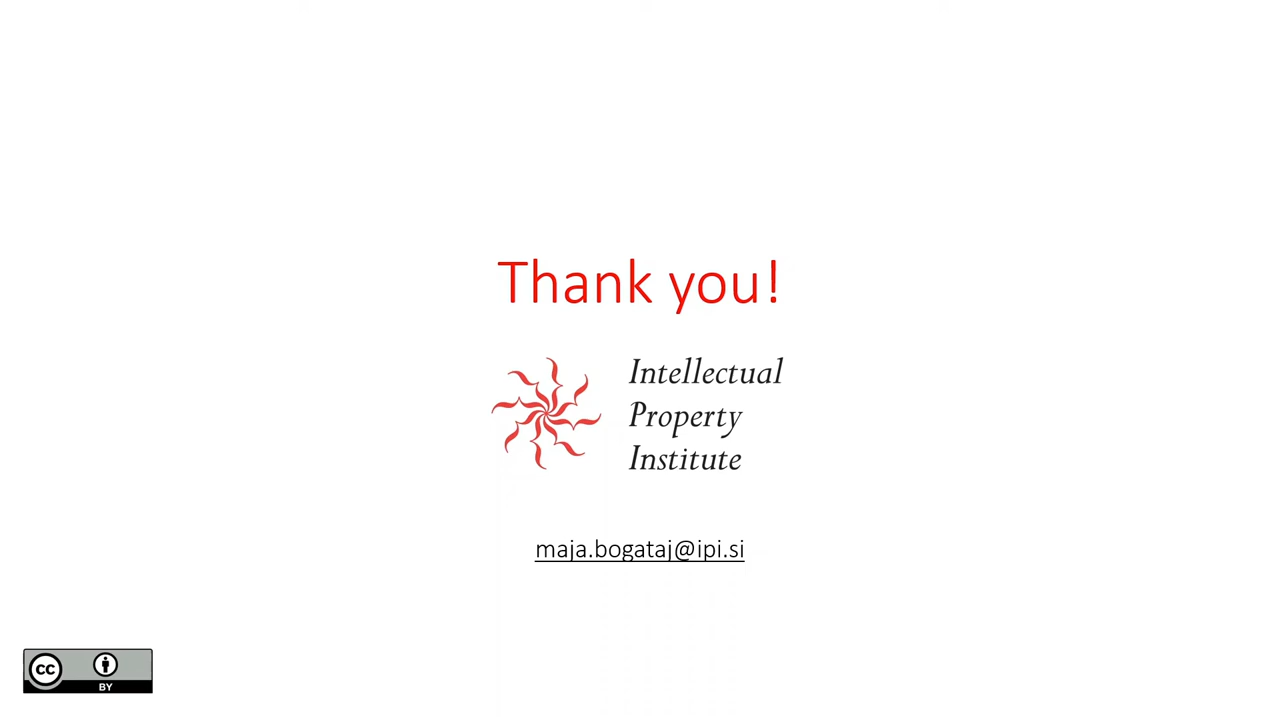 Thank you!
Intellectual
Property
Institute
maja.bogataj@ipi.si
CC
BY